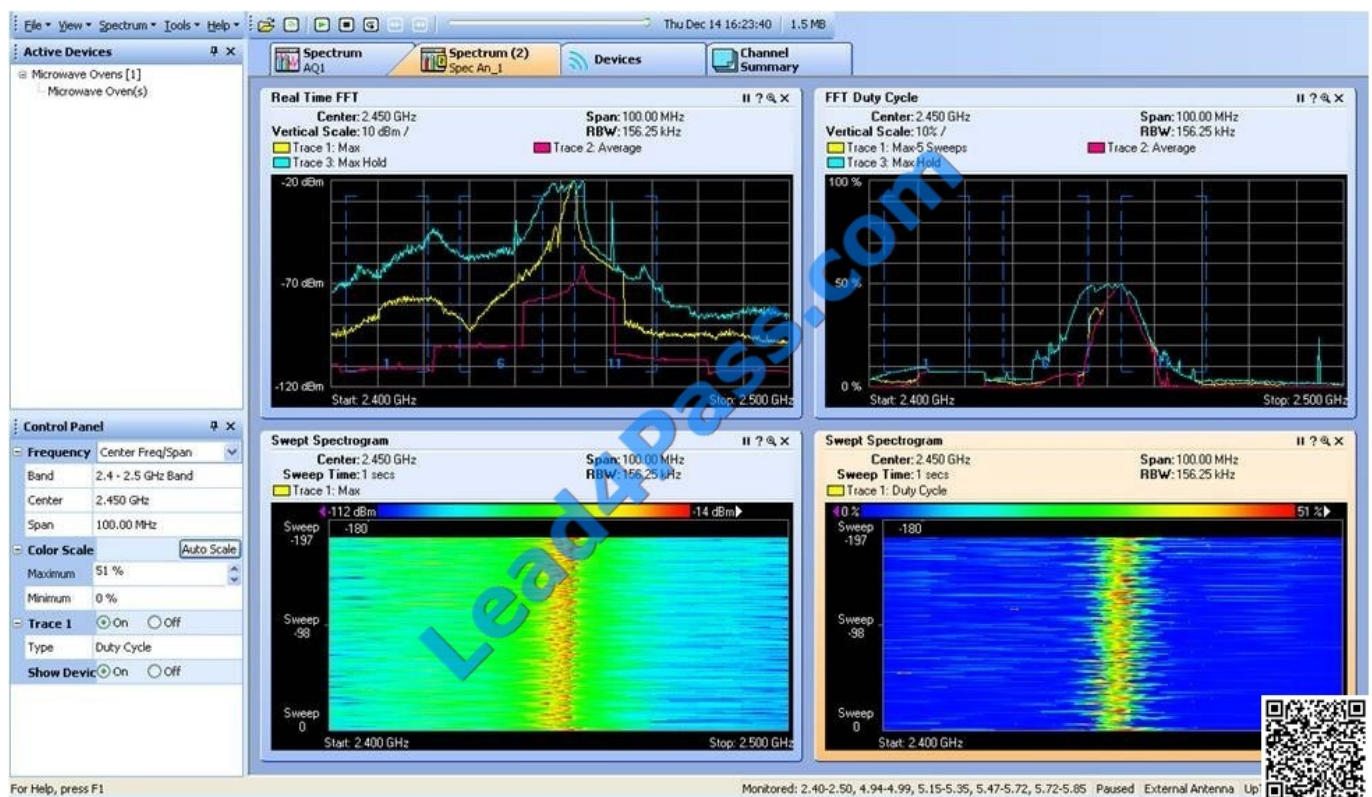 File View Spectrum Tools Help
Thu Dec 14 16:23:40 1.5 MB
Active Devices
Microwave Ovens [1]
Microwave Oven(s)
Spectrum
AQ1
Spectrum (2)
Spec An_1
Devices
Channel
Summary
Real Time FFT
Center: 2.450 GHz Span: 100.00 MHz
Vertical Scale: 10 dBm / RBW: 156.25 kHz
Trace 1: Max Trace 2: Average
Trace 3: Max Hold
-20 dBm
-70 dBm
-120 dBm
1 6 11
Start: 2.400 GHz Stop: 2.500 GHz
FFT Duty Cycle
Center: 2.450 GHz Span: 100.00 MHz
Vertical Scale: 10% / RBW: 156.25 kHz
Trace 1: Max-5 Sweeps Trace 2: Average
Trace 3: Max Hold
100 %
50 %
0 %
1 6
Start: 2.400 GHz Stop: 2.500 GHz
Control Panel
Frequency Center Freq/Span
Band 2.4 - 2.5 GHz Band
Center 2.450 GHz
Span 100.00 MHz
Color Scale Auto Scale
Maximum 51 %
Minimum 0 %
Trace 1 On Off
Type Duty Cycle
Show Devic On Off
Swept Spectrogram
Center: 2.450 GHz Span: 100.00 MHz
Sweep Time: 1 secs RBW: 156.25 kHz
Trace 1: Max
-112 dBm -14 dBm
Sweep -180
-197
Sweep
-98
Sweep
0
Start: 2.400 GHz Stop: 2.500 GHz
Swept Spectrogram
Center: 2.450 GHz Span: 100.00 MHz
Sweep Time: 1 secs RBW: 156.25 kHz
Trace 1: Duty Cycle
0 % 51 %
Sweep -180
-197
Sweep
-98
Sweep
0
Start: 2.400 GHz
Lead4Pass.com
For Help, press F1
Monitored: 2.40-2.50, 4.94-4.99, 5.15-5.35, 5.47-5.72, 5.72-5.85 Paused External Antenna